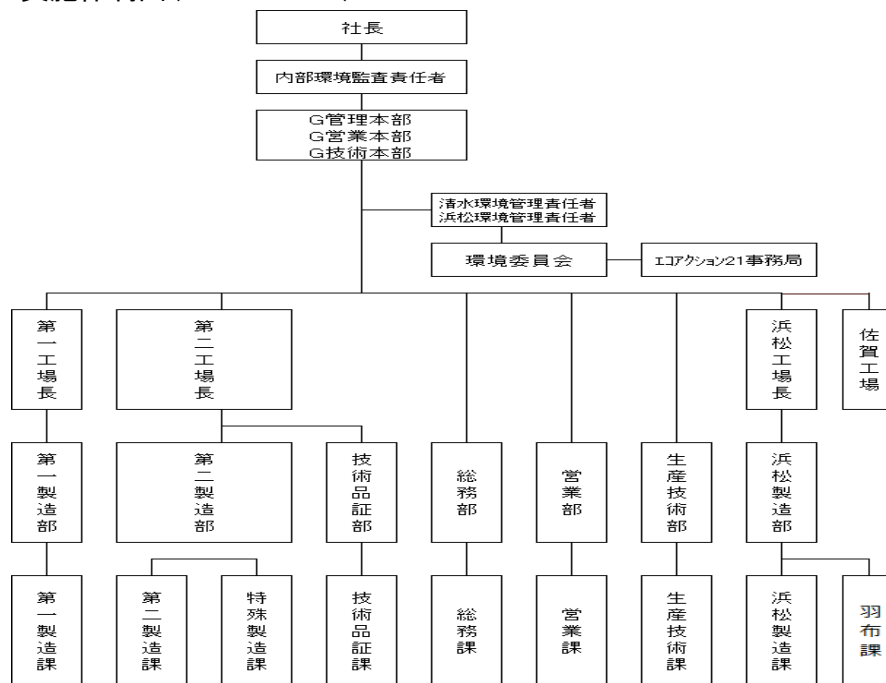 社長
内部環境監査責任者
G管理本部
G営業本部
G技術本部
清水環境管理責任者
浜松環境管理責任者
環境委員会
エコアクション21事務局
第一工場長
第二工場長
浜松工場長
佐賀工場
第一製造部
第二製造部
技術品証部
総務部
営業部
生産技術部
浜松製造部
第一製造課
第二製造課
特殊製造課
技術品証課
総務課
営業課
生産技術課
浜松製造課
羽布課